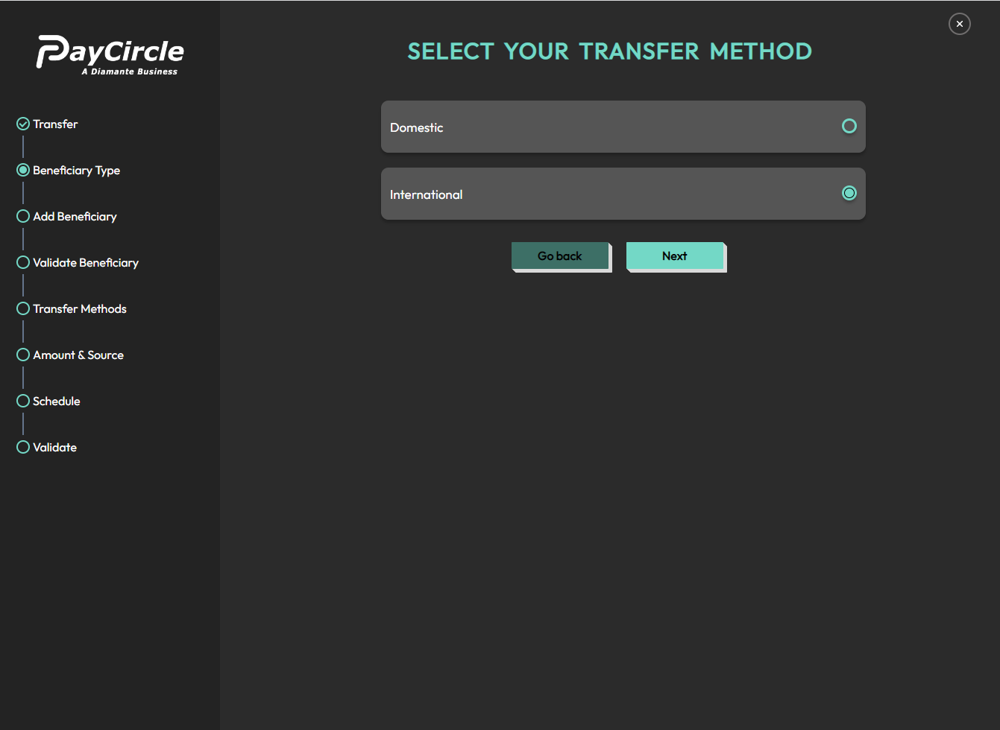 PayCircle
A Diamante Business
Transfer
Beneficiary Type
Add Beneficiary
Validate Beneficiary
Transfer Methods
Amount & Source
Schedule
Validate
SELECT YOUR TRANSFER METHOD
Domestic
International
Go back
Next